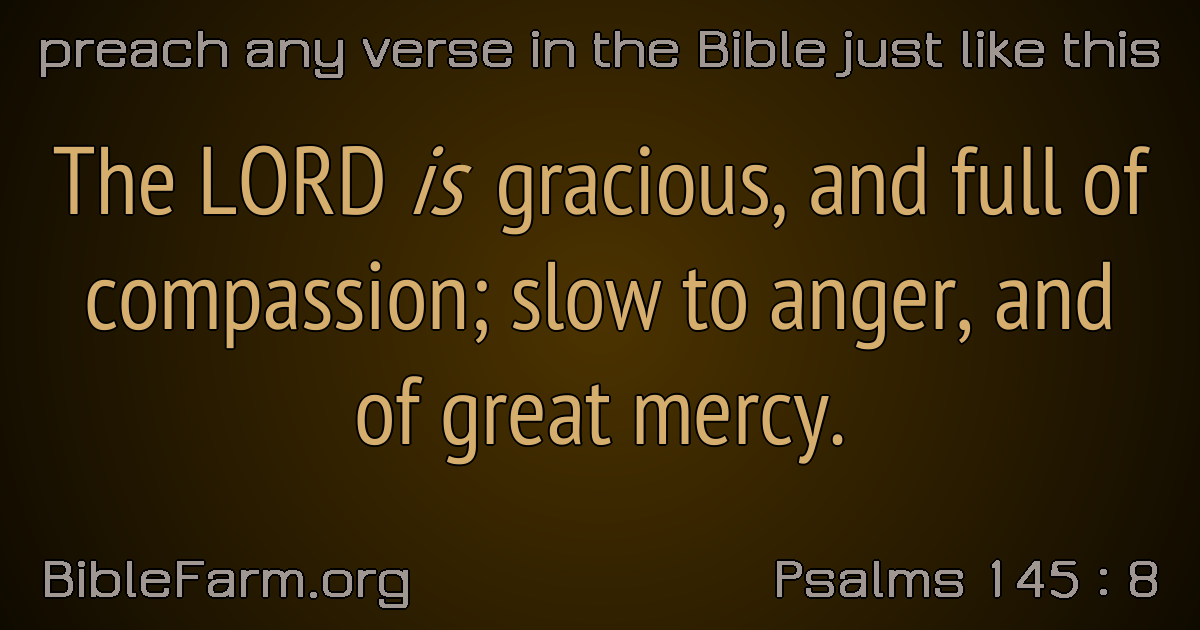 preach any verse in the Bible just like this
The LORD is gracious, and full of
compassion; slow to anger, and
of great mercy.
BibleFarm.org
Psalms 145 : 8